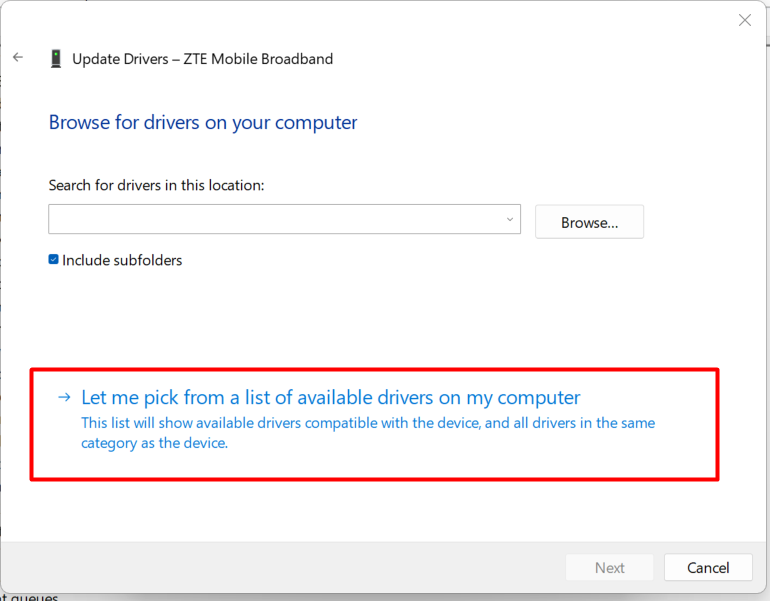 Update Drivers – ZTE Mobile Broadband
Browse for drivers on your computer
Search for drivers in this location:
Browse...
Include subfolders
Let me pick from a list of available drivers on my computer
This list will show available drivers compatible with the device, and all drivers in the same
category as the device.
Next
Cancel
queues